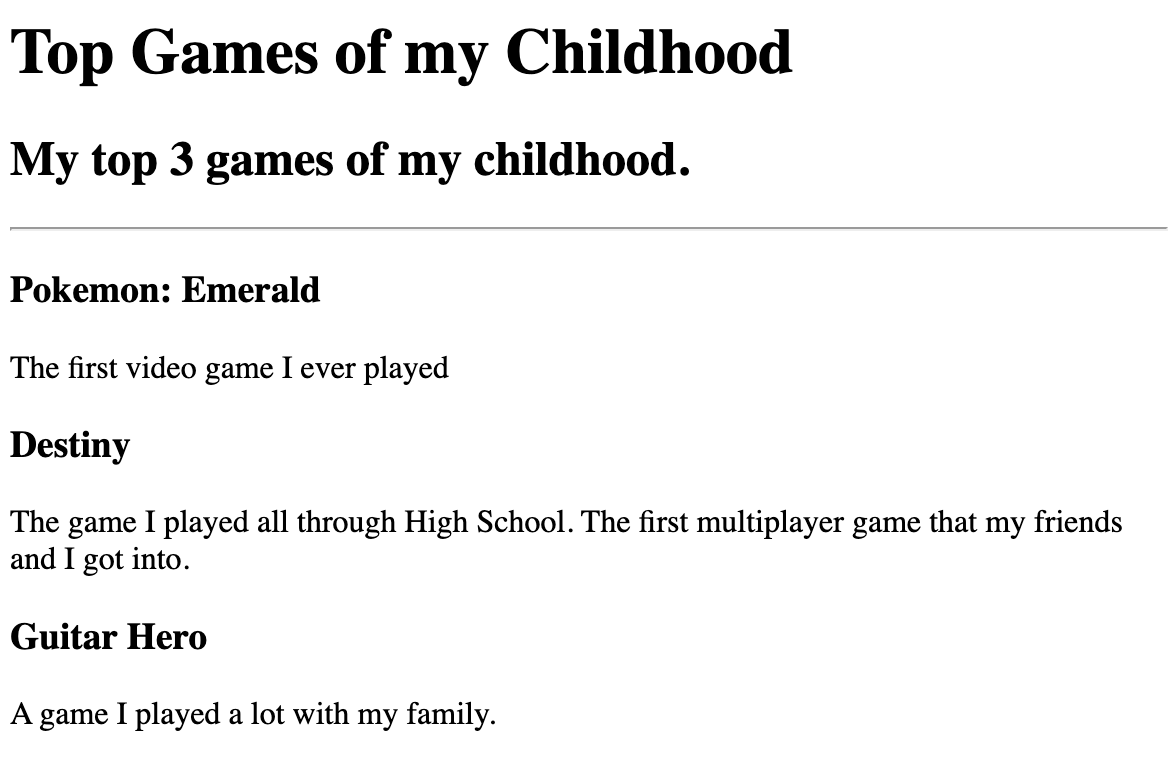 Top Games of my Childhood
My top 3 games of my childhood.
Pokemon: Emerald
The first video game I ever played
Destiny
The game I played all through High School. The first multiplayer game that my friends
and I got into.
Guitar Hero
A game I played a lot with my family.